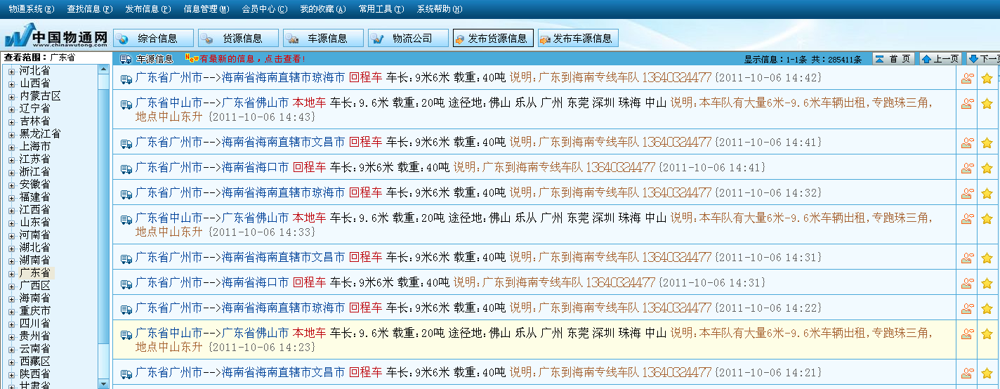 物通系统(E) 查找信息(F) 发布信息(P) 信息管理(M) 会员中心(C) 我的收藏(A) 常用工具(T) 系统帮助(H)
中国物通网
www.chinawutong.com
综合信息 货源信息 车源信息 物流公司 发布货源信息 发布车源信息
查看范围：广东省
车源信息 New有最新的信息，点击查看！ 显示信息：1-1条 共：285411条 首 页 上一页 下一页
河北省
山西省
内蒙古区
辽宁省
吉林省
黑龙江省
上海市
江苏省
浙江省
安徽省
福建省
江西省
山东省
河南省
湖北省
湖南省
广东省
广西区
海南省
重庆市
四川省
贵州省
云南省
西藏区
陕西省
甘肃省
广东省广州市-->海南省海南直辖市琼海市 回程车 车长:9米6米 载重:40吨 说明:广东到海南专线车队 13640324477 {2011-10-06 14:42}
广东省中山市-->广东省佛山市 本地车 车长:9.6米 载重:20吨 途径地:佛山 乐从 广州 东莞 深圳 珠海 中山 说明:本车队有大量6米-9.6米车辆出租,专跑珠三角,
地点中山东升 {2011-10-06 14:43}
广东省广州市-->海南省海南直辖市文昌市 回程车 车长:9米6米 载重:40吨 说明:广东到海南专线车队 13640324477 {2011-10-06 14:41}
广东省广州市-->海南省海口市 回程车 车长:9米6米 载重:40吨 说明:广东到海南专线车队 13640324477 {2011-10-06 14:41}
广东省广州市-->海南省海南直辖市琼海市 回程车 车长:9米6米 载重:40吨 说明:广东到海南专线车队 13640324477 {2011-10-06 14:32}
广东省中山市-->广东省佛山市 本地车 车长:9.6米 载重:20吨 途径地:佛山 乐从 广州 东莞 深圳 珠海 中山 说明:本车队有大量6米-9.6米车辆出租,专跑珠三角,
地点中山东升 {2011-10-06 14:33}
广东省广州市-->海南省海南直辖市文昌市 回程车 车长:9米6米 载重:40吨 说明:广东到海南专线车队 13640324477 {2011-10-06 14:31}
广东省广州市-->海南省海口市 回程车 车长:9米6米 载重:40吨 说明:广东到海南专线车队 13640324477 {2011-10-06 14:31}
广东省广州市-->海南省海南直辖市琼海市 回程车 车长:9米6米 载重:40吨 说明:广东到海南专线车队 13640324477 {2011-10-06 14:22}
广东省中山市-->广东省佛山市 本地车 车长:9.6米 载重:20吨 途径地:佛山 乐从 广州 东莞 深圳 珠海 中山 说明:本车队有大量6米-9.6米车辆出租,专跑珠三角,
地点中山东升 {2011-10-06 14:23}
广东省广州市-->海南省海南直辖市文昌市 回程车 车长:9米6米 载重:40吨 说明:广东到海南专线车队 13640324477 {2011-10-06 14:21}